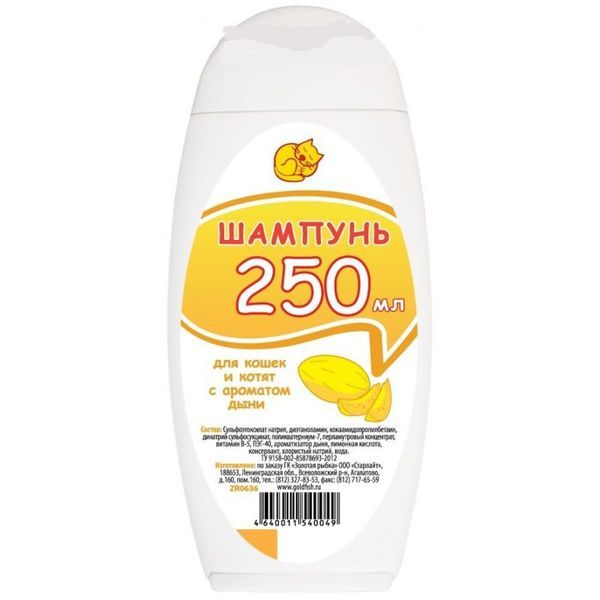 ШАМПУНЬ
250 мл
для кошек
и котят
с ароматом
дыни
Состав: Сульфоэтоксилат натрия, диэтаноламин, кокаамидопропилбетаин,
динатрий сульфосукцинат, поликватерниум-7, перламутровый концентрат,
витамин В-5, ПЭГ-40, ароматизатор дыня, лимонная кислота,
консервант, хлористый натрий, вода.
ТУ 9158-002-85878693-2012
Изготовлено: по заказу ГК «Золотая рыбка» ООО «Старлайт»,
188653, Ленинградская обл., Всеволожский р-н, Агалатово,
д.160, пом.160, тел.: (812) 327-83-53, факс: (812) 717-65-59
ZR0636 www.goldfish.ru
4 640011 540049